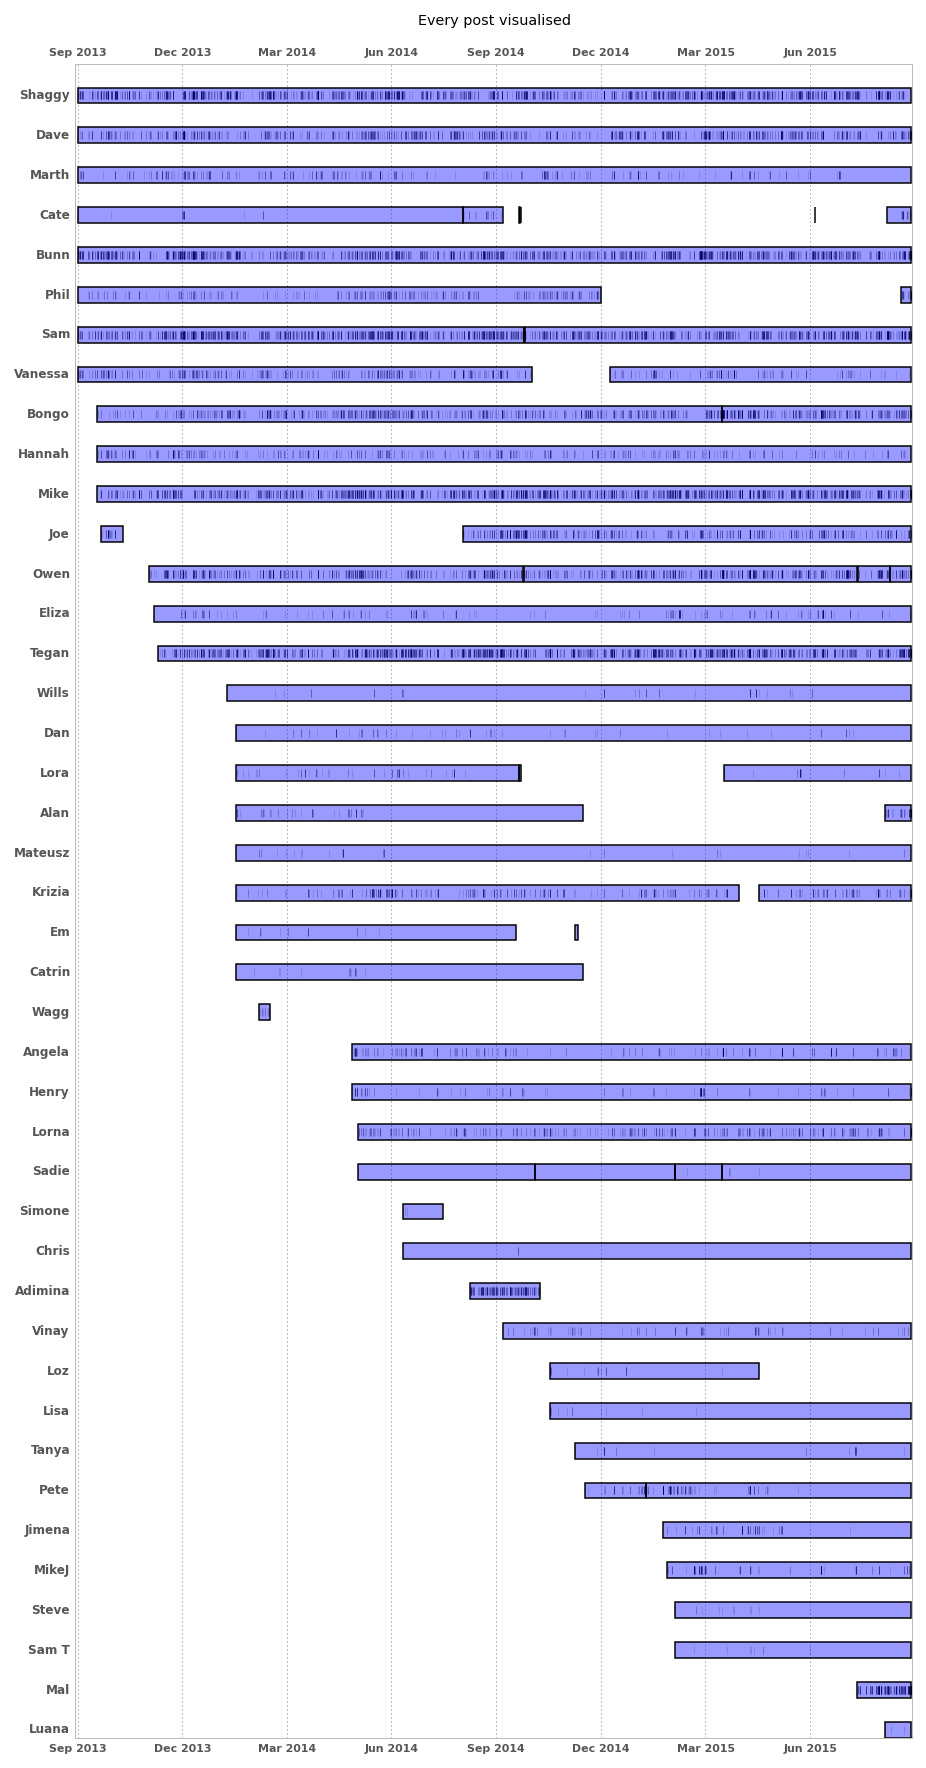 Every post visualised
Sep 2013 Dec 2013 Mar 2014 Jun 2014 Sep 2014 Dec 2014 Mar 2015 Jun 2015
Shaggy
Dave
Marth
Cate
Bunn
Phil
Sam
Vanessa
Bongo
Hannah
Mike
Joe
Owen
Eliza
Tegan
Wills
Dan
Lora
Alan
Mateusz
Krizia
Em
Catrin
Wagg
Angela
Henry
Lorna
Sadie
Simone
Chris
Adimina
Vinay
Loz
Lisa
Tanya
Pete
Jimena
MikeJ
Steve
Sam T
Mal
Luana
Sep 2013 Dec 2013 Mar 2014 Jun 2014 Sep 2014 Dec 2014 Mar 2015 Jun 2015